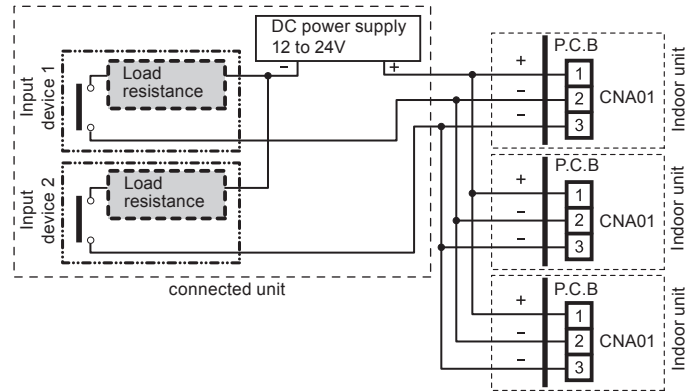 DC power supply
12 to 24V
–
+
Input
device 1
Load
resistance
Input
device 2
Load
resistance
connected unit
P.C.B
+
1
–
2
CNA01
–
3
Indoor unit
P.C.B
+
1
–
2
CNA01
–
3
Indoor unit
P.C.B
+
1
–
2
CNA01
–
3
Indoor unit